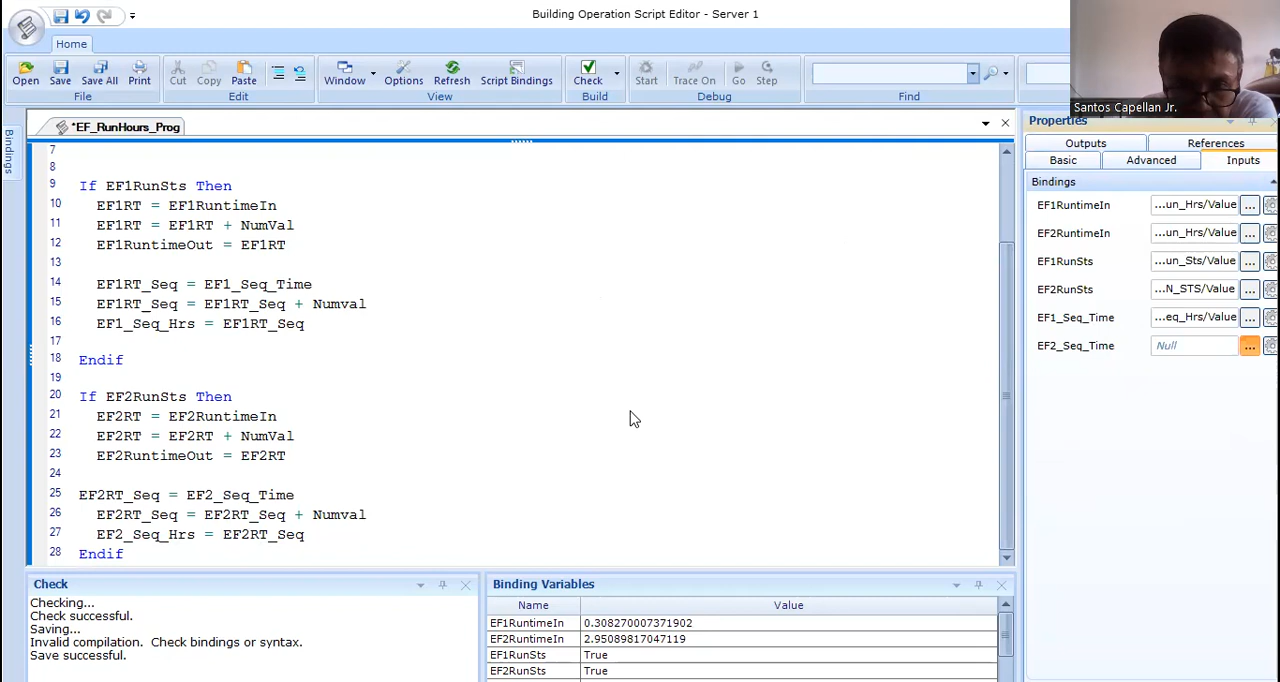 Building Operation Script Editor - Server 1
Home
Open Save Save All Print
File
Cut Copy Paste
Edit
Window Options Refresh Script Bindings
View
Check
Build
Start Trace On Go Step
Debug
Find
Santos Capellan Jr.
*EF_RunHours_Prog
Bindings
7
8
9 If EF1RunSts Then
10 EF1RT = EF1RuntimeIn
11 EF1RT = EF1RT + NumVal
12 EF1RuntimeOut = EF1RT
13
14 EF1RT_Seq = EF1_Seq_Time
15 EF1RT_Seq = EF1RT_Seq + Numval
16 EF1_Seq_Hrs = EF1RT_Seq
17
18 Endif
19
20 If EF2RunSts Then
21 EF2RT = EF2RuntimeIn
22 EF2RT = EF2RT + NumVal
23 EF2RuntimeOut = EF2RT
24
25 EF2RT_Seq = EF2_Seq_Time
26 EF2RT_Seq = EF2RT_Seq + Numval
27 EF2_Seq_Hrs = EF2RT_Seq
28 Endif
Properties
Outputs References
Basic Advanced Inputs
Bindings
EF1RuntimeIn ...un_Hrs/Value ...
EF2RuntimeIn ...un_Hrs/Value ...
EF1RunSts ...un_Sts/Value ...
EF2RunSts ...N_STS/Value ...
EF1_Seq_Time ...eq_Hrs/Value ...
EF2_Seq_Time Null ...
Check
Checking...
Check successful.
Saving...
Invalid compilation. Check bindings or syntax.
Save successful.
Binding Variables
Name Value
EF1RuntimeIn 0.308270007371902
EF2RuntimeIn 2.95089817047119
EF1RunSts True
EF2RunSts True